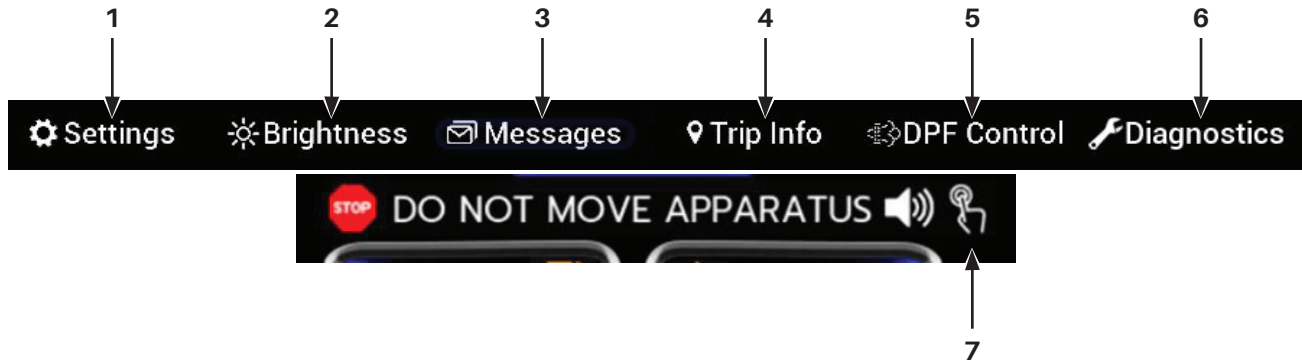 1 2 3 4 5 6
Settings Brightness Messages Trip Info DPF Control Diagnostics
STOP DO NOT MOVE APPARATUS
7